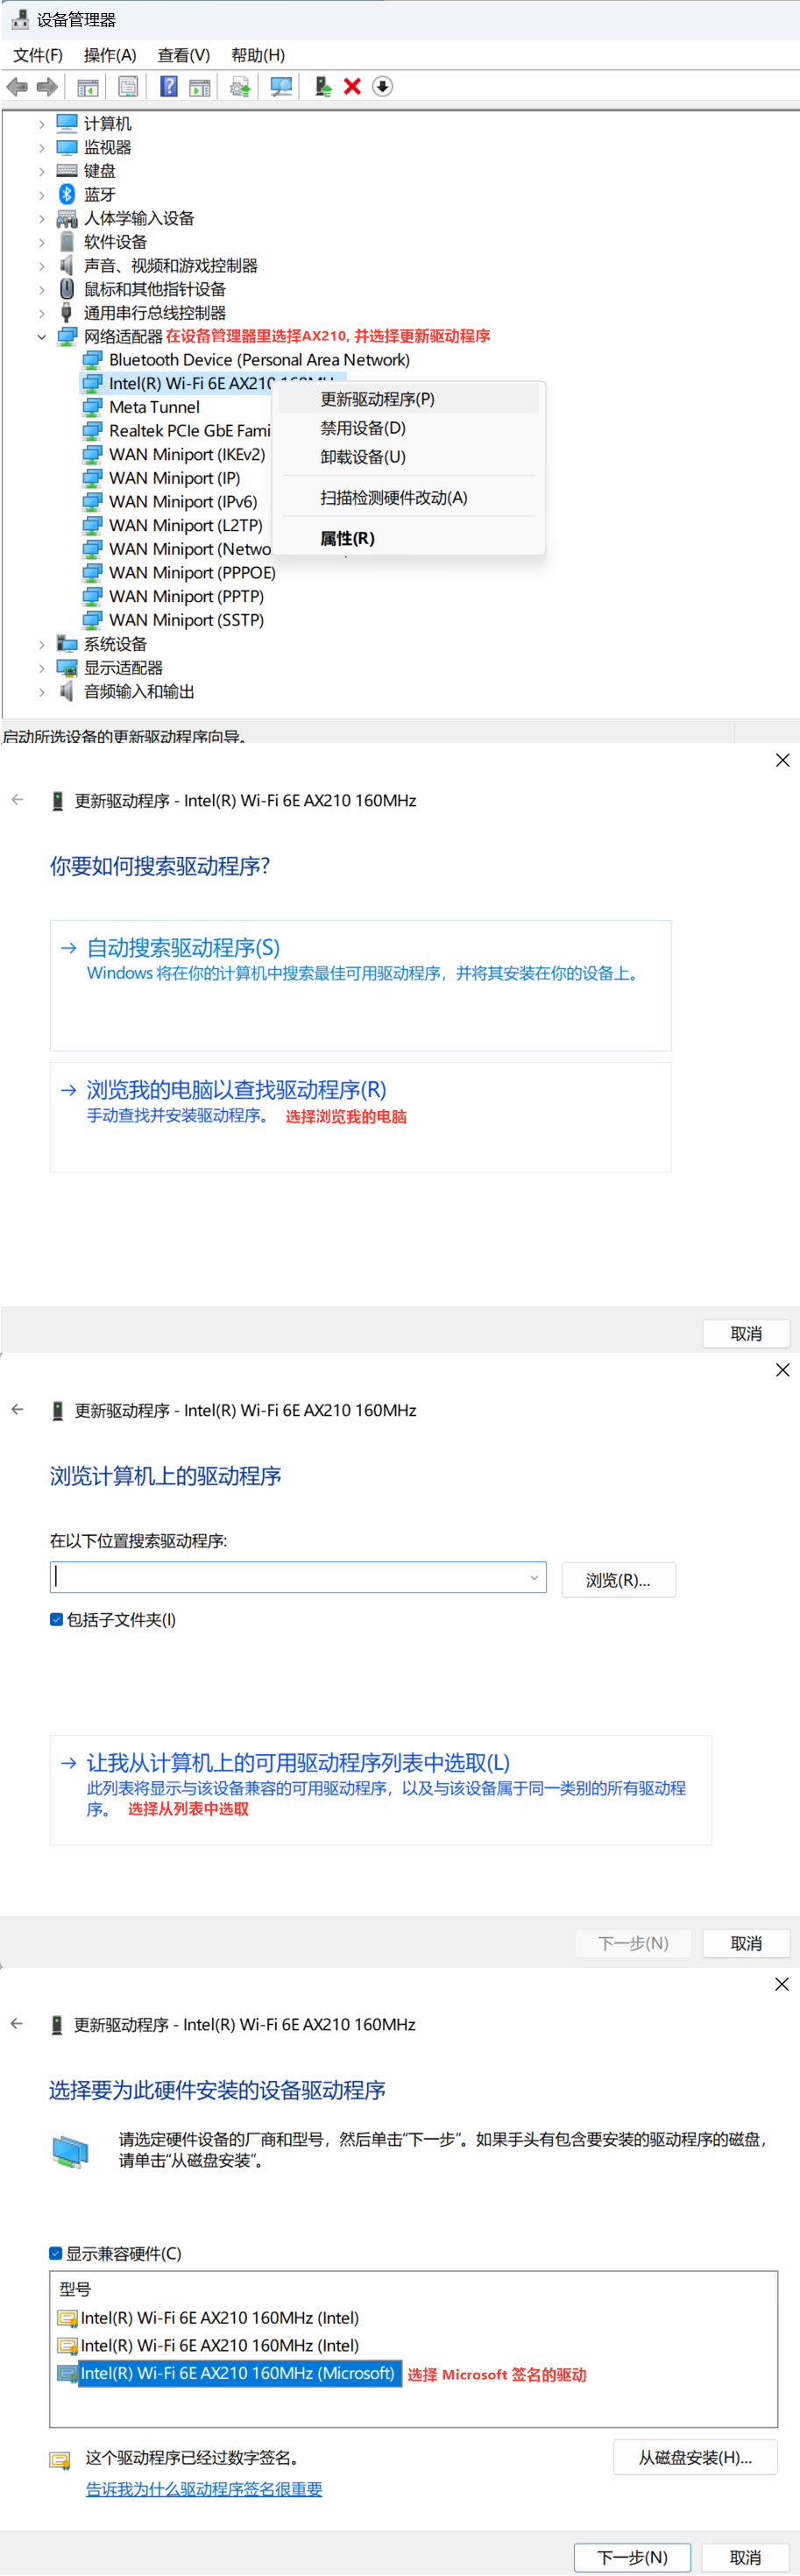 设备管理器
文件(F) 操作(A) 查看(V) 帮助(H)
计算机
监视器
键盘
蓝牙
人体学输入设备
软件设备
声音、视频和游戏控制器
鼠标和其他指针设备
通用串行总线控制器
网络适配器 在设备管理器里选择AX210, 并选择更新驱动程序
Bluetooth Device (Personal Area Network)
Intel(R) Wi-Fi 6E AX210 160MHz
更新驱动程序(P)
Meta Tunnel
禁用设备(D)
Realtek PCIe GbE Fami
卸载设备(U)
WAN Miniport (IKEv2)
WAN Miniport (IP)
扫描检测硬件改动(A)
WAN Miniport (IPv6)
WAN Miniport (L2TP)
属性(R)
WAN Miniport (Netwo
WAN Miniport (PPPOE)
WAN Miniport (PPTP)
WAN Miniport (SSTP)
系统设备
显示适配器
音频输入和输出
启动所选设备的更新驱动程序向导。
更新驱动程序 - Intel(R) Wi-Fi 6E AX210 160MHz
你要如何搜索驱动程序?
自动搜索驱动程序(S)
Windows 将在你的计算机中搜索最佳可用驱动程序，并将其安装在你的设备上。
浏览我的电脑以查找驱动程序(R)
手动查找并安装驱动程序。 选择浏览我的电脑
取消
更新驱动程序 - Intel(R) Wi-Fi 6E AX210 160MHz
浏览计算机上的驱动程序
在以下位置搜索驱动程序:
浏览(R)...
包括子文件夹(I)
让我从计算机上的可用驱动程序列表中选取(L)
此列表将显示与该设备兼容的可用驱动程序，以及与该设备属于同一类别的所有驱动程
序。 选择从列表中选取
下一步(N) 取消
更新驱动程序 - Intel(R) Wi-Fi 6E AX210 160MHz
选择要为此硬件安装的设备驱动程序
请选定硬件设备的厂商和型号，然后单击“下一步”。如果手头有包含要安装的驱动程序的磁盘，
请单击“从磁盘安装”。
显示兼容硬件(C)
型号
Intel(R) Wi-Fi 6E AX210 160MHz (Intel)
Intel(R) Wi-Fi 6E AX210 160MHz (Intel)
Intel(R) Wi-Fi 6E AX210 160MHz (Microsoft) 选择 Microsoft 签名的驱动
这个驱动程序已经过数字签名。 从磁盘安装(H)...
告诉我为什么驱动程序签名很重要
下一步(N) 取消